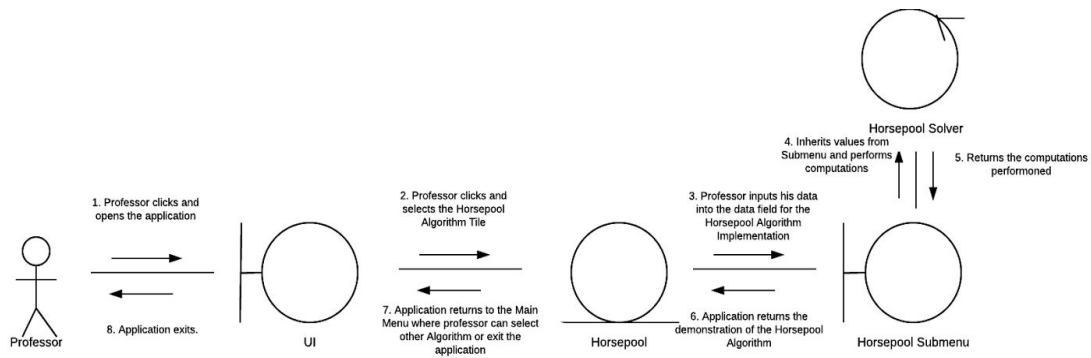 Horsepool Solver
4. Inherits values from
Submenu and performs
computations
5. Returns the computations
performoned
1. Professor clicks and
opens the application
2. Professor clicks and
selects the Horsepool
Algorithm Tile
3. Professor inputs his data
into the data field for the
Horsepool Algorithm
Implementation
8. Application exits.
7. Application returns to the Main
Menu where professor can select
other Algorithm or exit the
application
6. Application returns the
demonstration of the Horsepool
Algorithm
Professor
UI
Horsepool
Horsepool Submenu